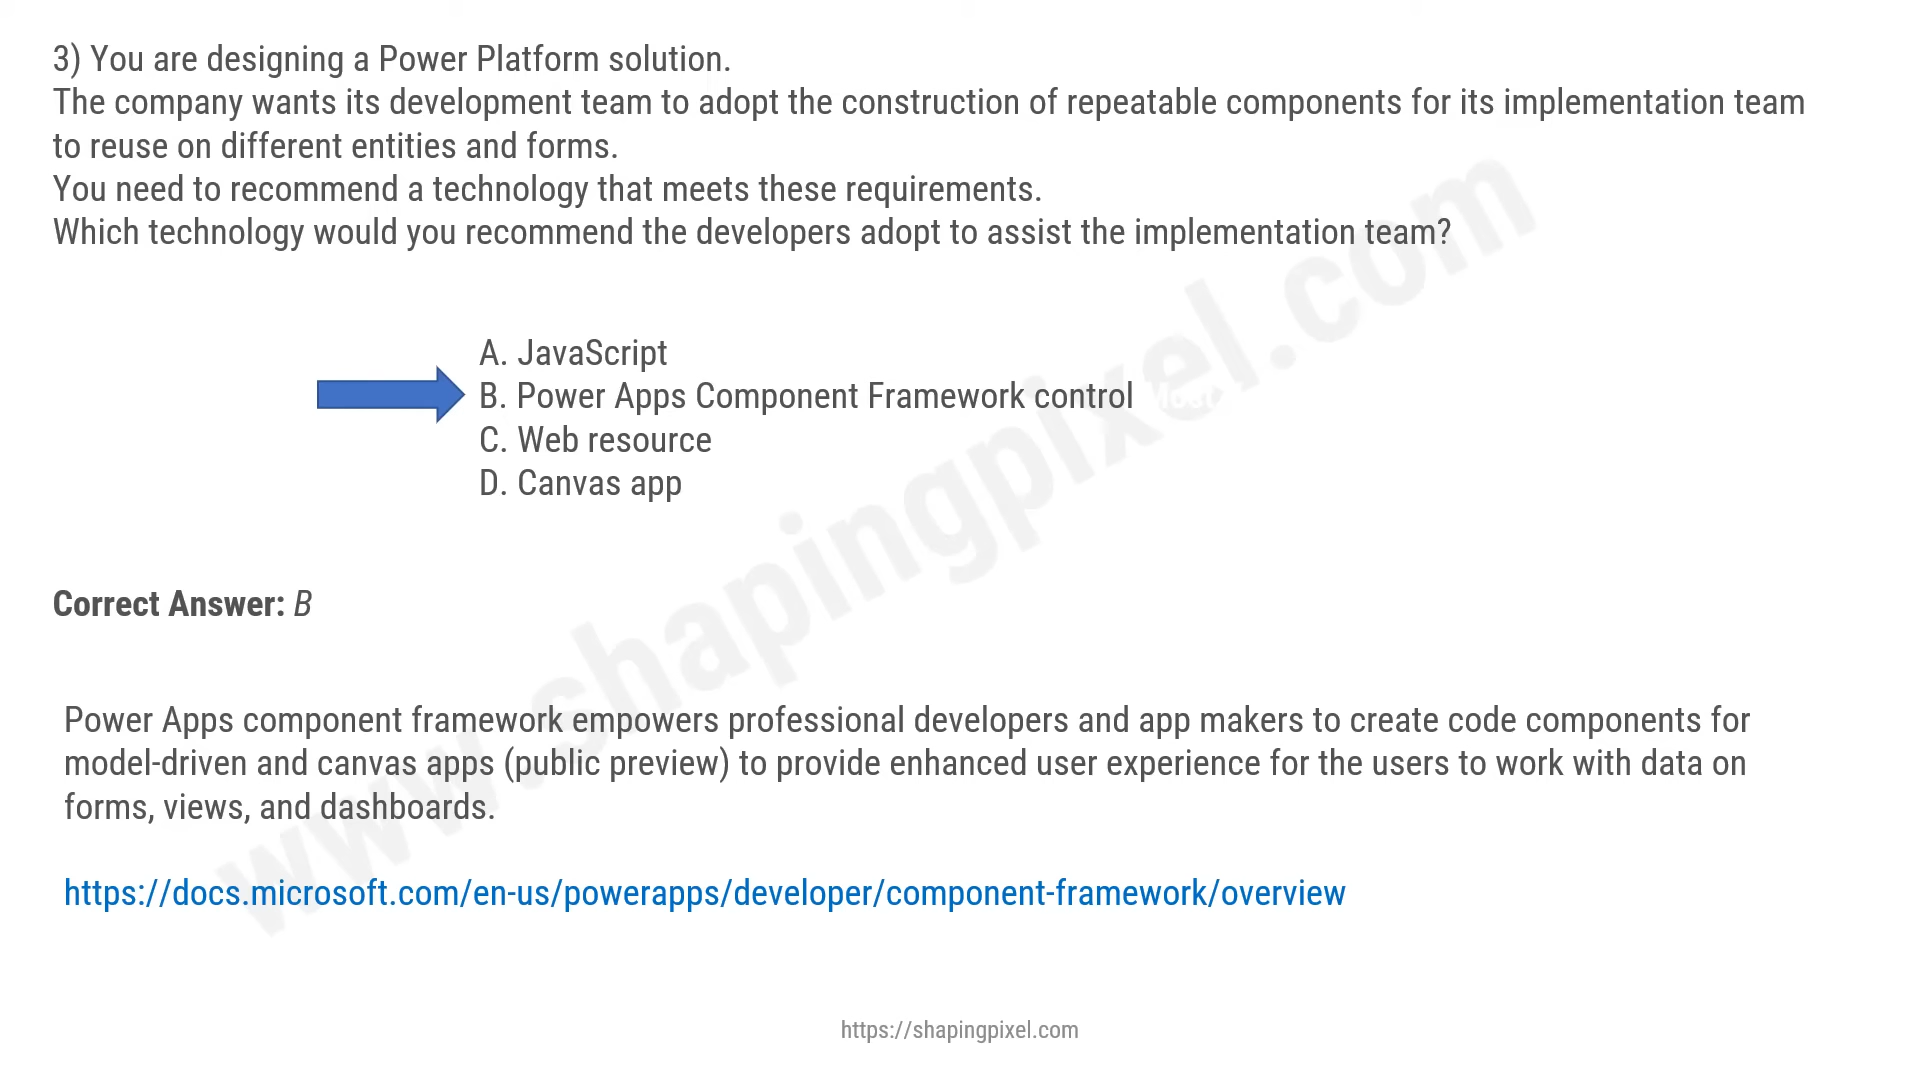 3) You are designing a Power Platform solution.
The company wants its development team to adopt the construction of repeatable components for its implementation team
to reuse on different entities and forms.
You need to recommend a technology that meets these requirements.
Which technology would you recommend the developers adopt to assist the implementation team?
A. JavaScript
B. Power Apps Component Framework control
C. Web resource
D. Canvas app
www.shapingpixel.com
Correct Answer: B
Power Apps component framework empowers professional developers and app makers to create code components for
model-driven and canvas apps (public preview) to provide enhanced user experience for the users to work with data on
forms, views, and dashboards.
https://docs.microsoft.com/en-us/powerapps/developer/component-framework/overview
https://shapingpixel.com